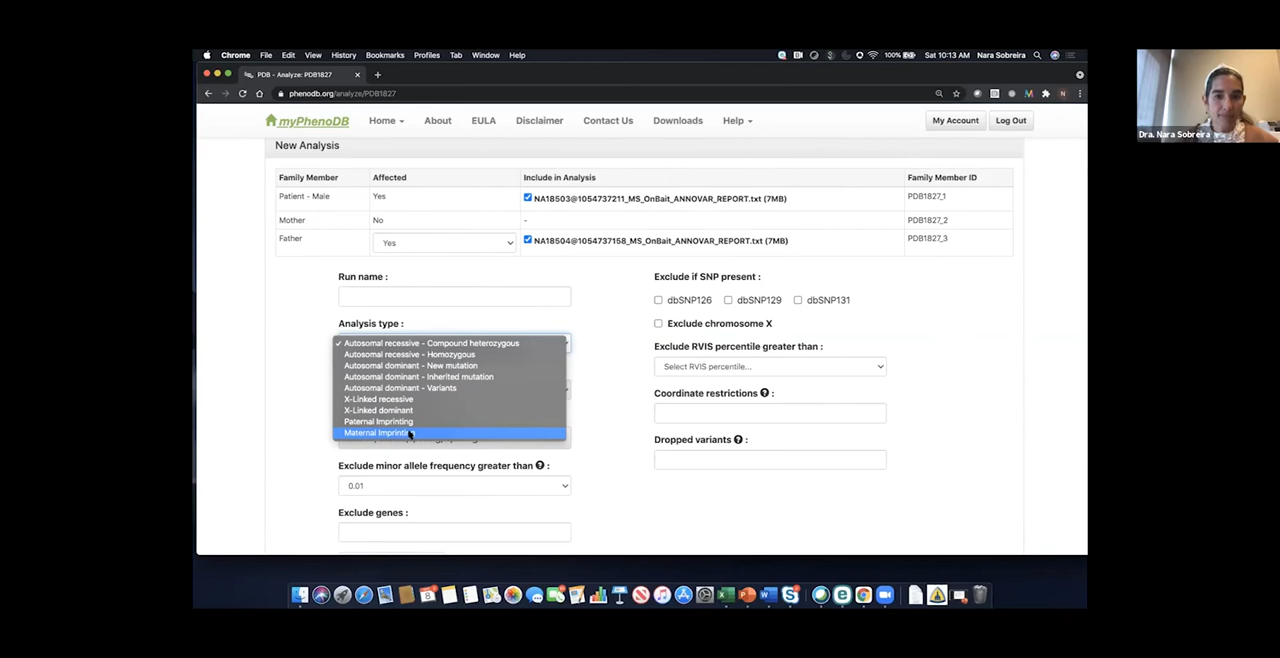 Chrome File Edit View History Bookmarks Profiles Tab Window Help 100% Sat 10:13 AM Nara Sobreira
PDB - Analyze: PDB1827
phenodb.org/analyze/PDB1827
myPhenoDB Home About EULA Disclaimer Contact Us Downloads Help My Account Log Out
New Analysis
Family Member Affected Include in Analysis Family Member ID
Patient - Male Yes NA18503@1054737211_MS_OnBait_ANNOVAR_REPORT.txt (7MB) PDB1827_1
Mother No - PDB1827_2
Father Yes NA18504@1054737158_MS_OnBait_ANNOVAR_REPORT.txt (7MB) PDB1827_3
Run name :
Analysis type :
✓ Autosomal recessive - Compound heterozygous
Autosomal recessive - Homozygous
Autosomal dominant - New mutation
Autosomal dominant - Inherited mutation
Autosomal dominant - Variants
X-Linked recessive
X-Linked dominant
Paternal Imprinting
Maternal Imprinting
Exclude minor allele frequency greater than ? :
0.01
Exclude genes :
Exclude if SNP present :
dbSNP126 dbSNP129 dbSNP131
Exclude chromosome X
Exclude RVIS percentile greater than :
Select RVIS percentile...
Coordinate restrictions ? :
Dropped variants ? :
Dra. Nara Sobreira